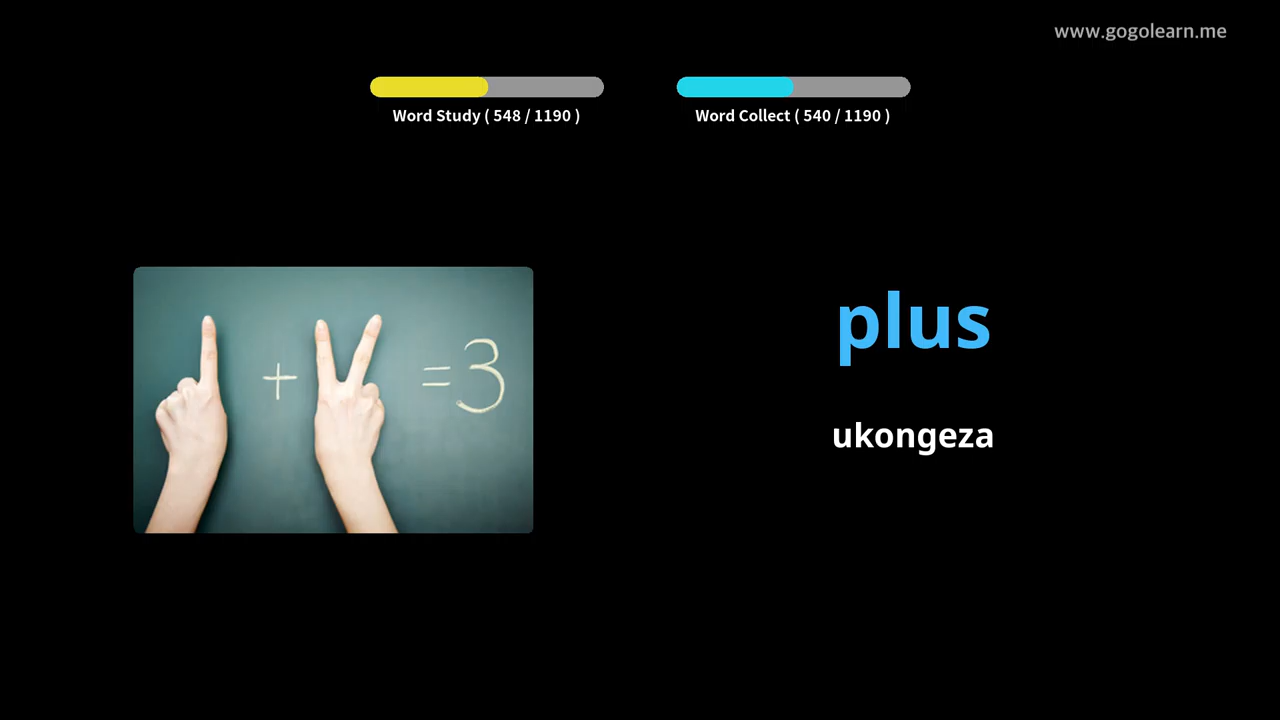 www.gogolearn.me
Word Study ( 548 / 1190 )
Word Collect ( 540 / 1190 )
+ = 3
plus
ukongeza